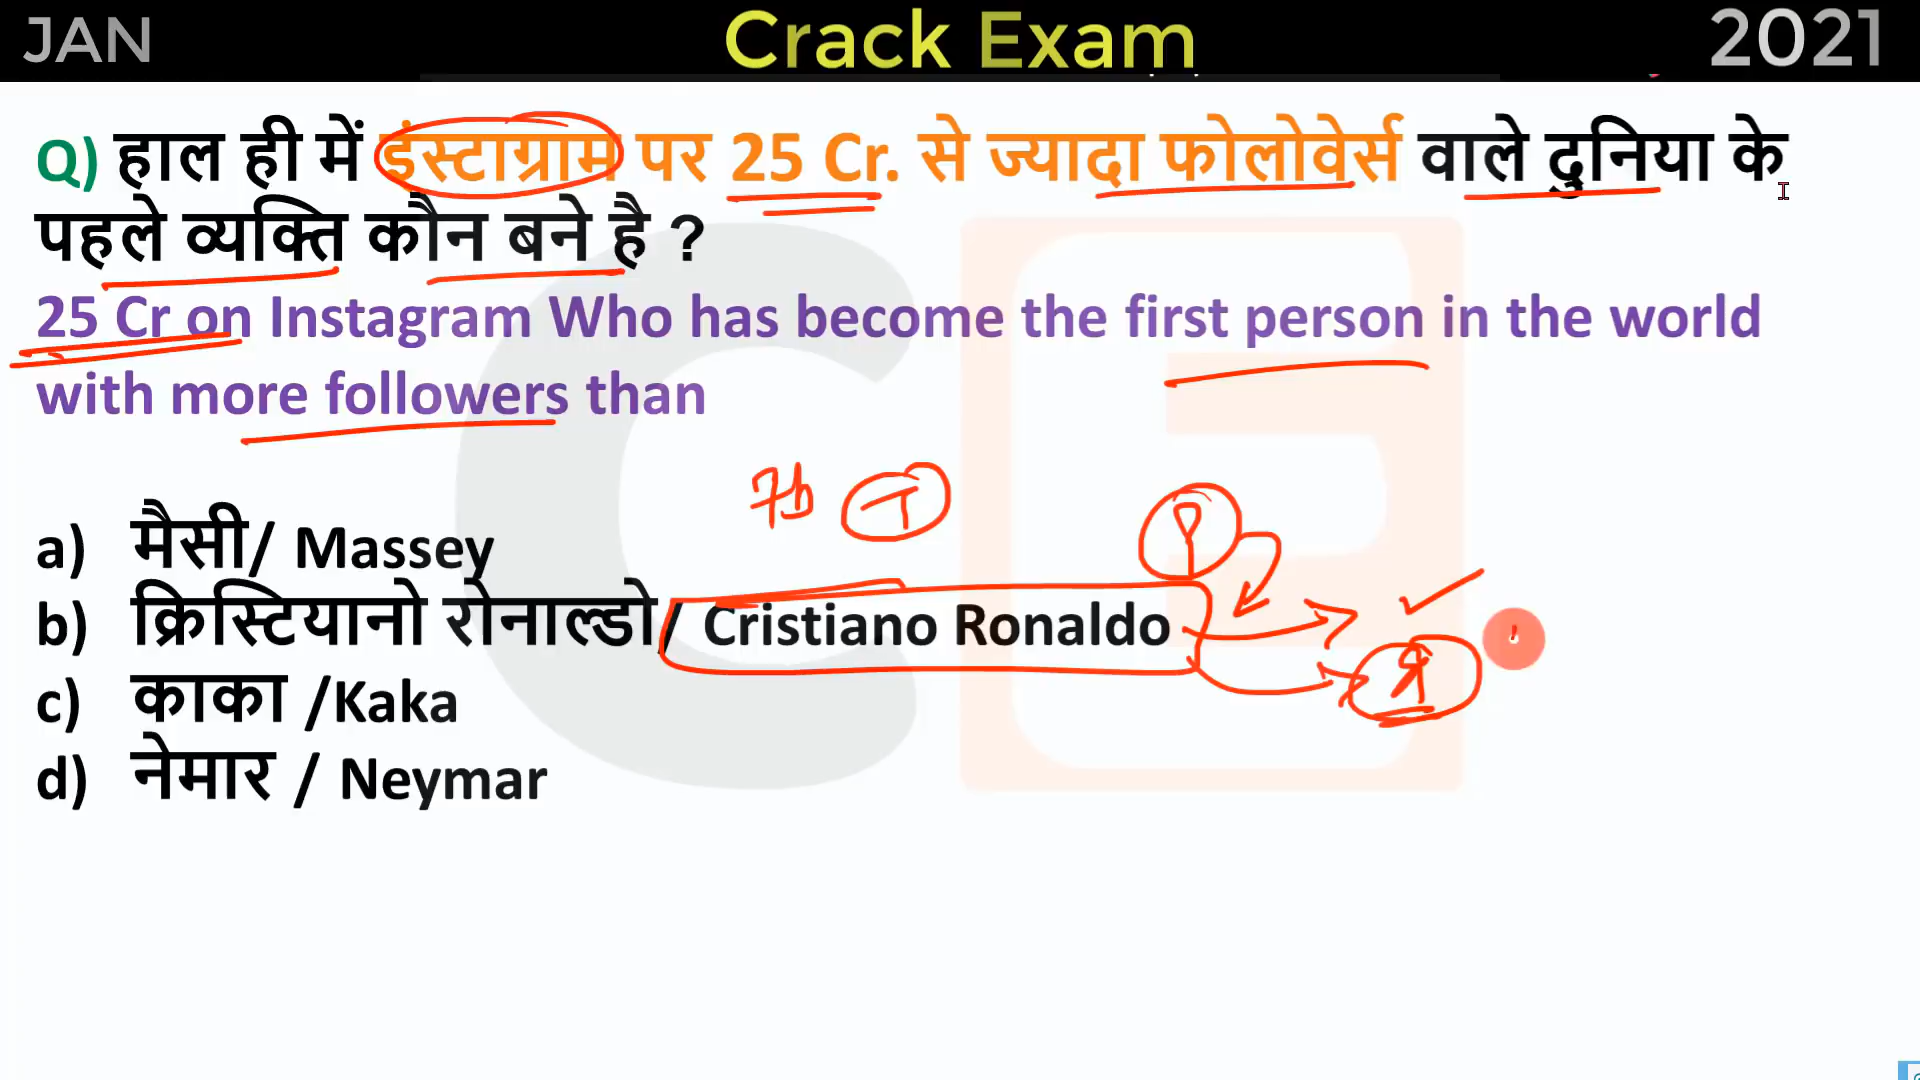 JAN Crack Exam 2021
Q) हाल ही में इंस्टाग्राम पर 25 Cr. से ज्यादा फोलोवेर्स वाले दुनिया के
पहले व्यक्ति कौन बने है ?
25 Cr on Instagram Who has become the first person in the world
with more followers than
a) मैसी/ Massey
b) क्रिस्टियानो रोनाल्डो/ Cristiano Ronaldo
c) काका /Kaka
d) नेमार / Neymar